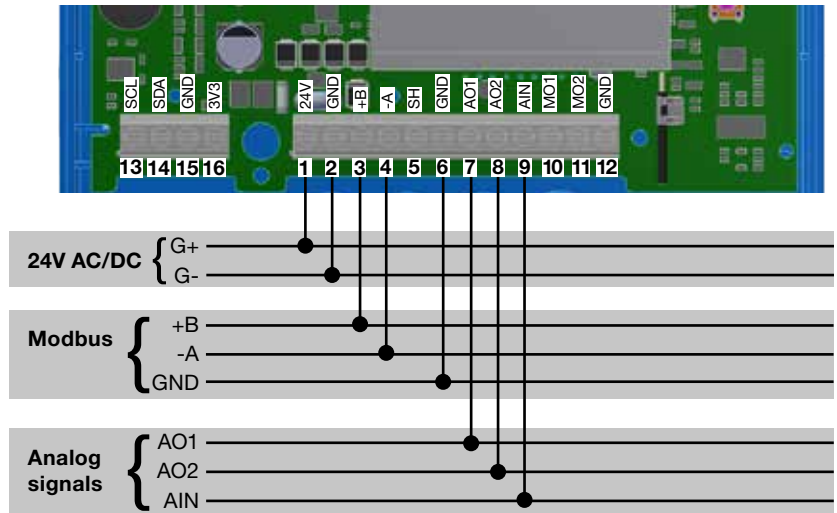 SCL SDA GND 3V3 24V GND +B -A SH GND AO1 AO2 AIN MO1 MO2 GND
13 14 15 16 1 2 3 4 5 6 7 8 9 10 11 12
24V AC/DC { G+
G-
Modbus { +B
-A
GND
Analog signals { AO1
AO2
AIN